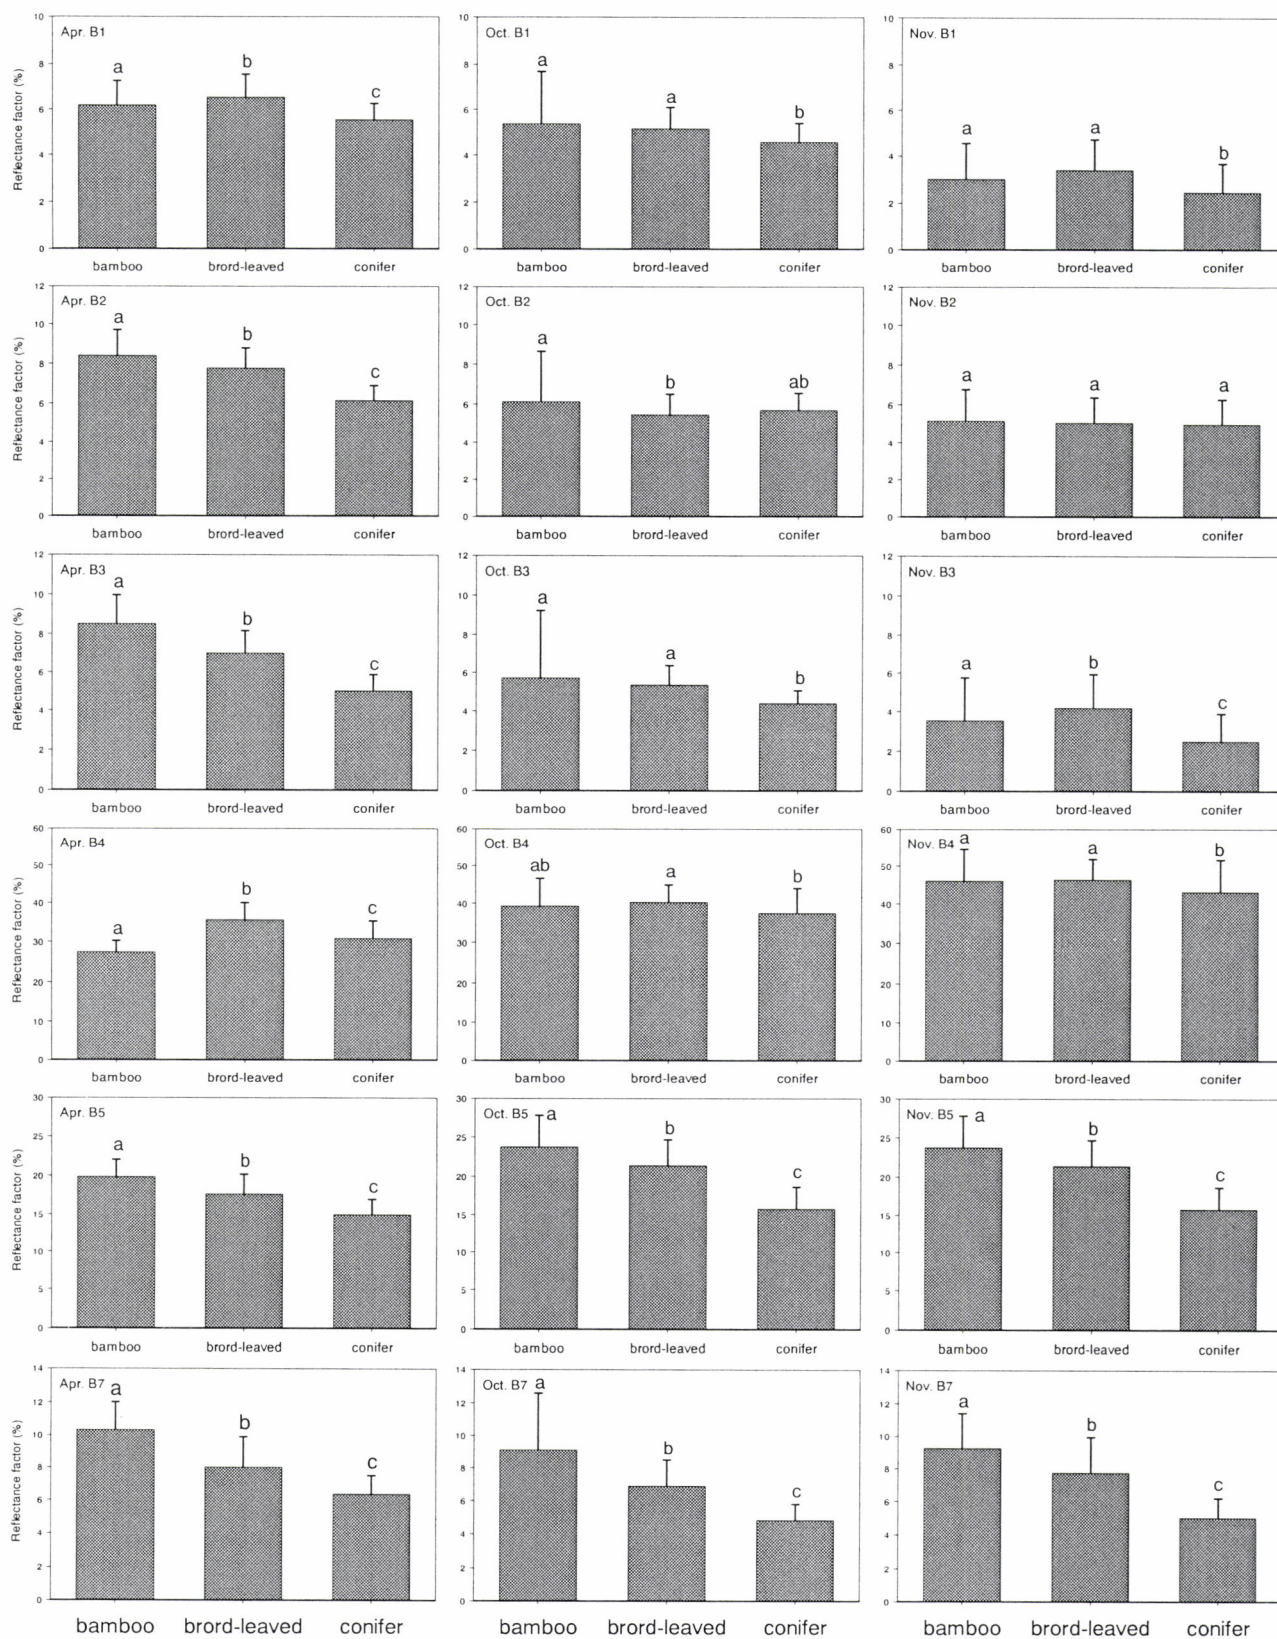 Reflectance factor (%)
10
8
6
4
2
0
Apr. B1
a
b
c
bamboo
brord-leaved
conifer
10
8
6
4
2
0
Oct. B1
a
a
b
bamboo
brord-leaved
conifer
10
8
6
4
2
0
Nov. B1
a
a
b
bamboo
brord-leaved
conifer
Reflectance factor (%)
12
10
8
6
4
2
0
Apr. B2
a
b
c
bamboo
brord-leaved
conifer
12
10
8
6
4
2
0
Oct. B2
a
b
ab
bamboo
brord-leaved
conifer
12
10
8
6
4
2
0
Nov. B2
a
a
a
bamboo
brord-leaved
conifer
Reflectance factor (%)
12
10
8
6
4
2
0
Apr. B3
a
b
c
bamboo
brord-leaved
conifer
12
10
8
6
4
2
0
Oct. B3
a
a
b
bamboo
brord-leaved
conifer
12
10
8
6
4
2
0
Nov. B3
a
b
c
bamboo
brord-leaved
conifer
Reflectance factor (%)
60
50
40
30
20
10
0
Apr. B4
a
b
c
bamboo
brord-leaved
conifer
60
50
40
30
20
10
0
Oct. B4
ab
a
b
bamboo
brord-leaved
conifer
60
50
40
30
20
10
0
Nov. B4
a
a
b
bamboo
brord-leaved
conifer
Reflectance factor (%)
30
25
20
15
10
5
0
Apr. B5
a
b
c
bamboo
brord-leaved
conifer
30
25
20
15
10
5
0
Oct. B5
a
b
c
bamboo
brord-leaved
conifer
30
25
20
15
10
5
0
Nov. B5
a
b
c
bamboo
brord-leaved
conifer
Reflectance factor (%)
14
12
10
8
6
4
2
0
Apr. B7
a
b
c
bamboo
brord-leaved
conifer
14
12
10
8
6
4
2
0
Oct. B7
a
b
c
bamboo
brord-leaved
conifer
14
12
10
8
6
4
2
0
Nov. B7
a
b
c
bamboo
brord-leaved
conifer